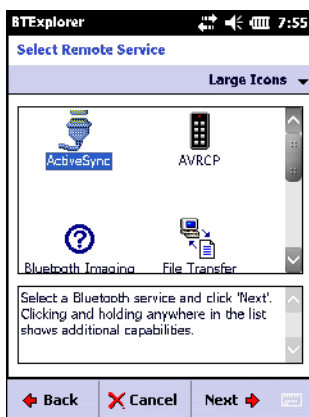 BTExplorer 7:55
Select Remote Service
Large Icons
ActiveSync AVRCP
Bluetooth Imaging File Transfer
Select a Bluetooth service and click 'Next'.
Clicking and holding anywhere in the list
shows additional capabilities.
Back Cancel Next